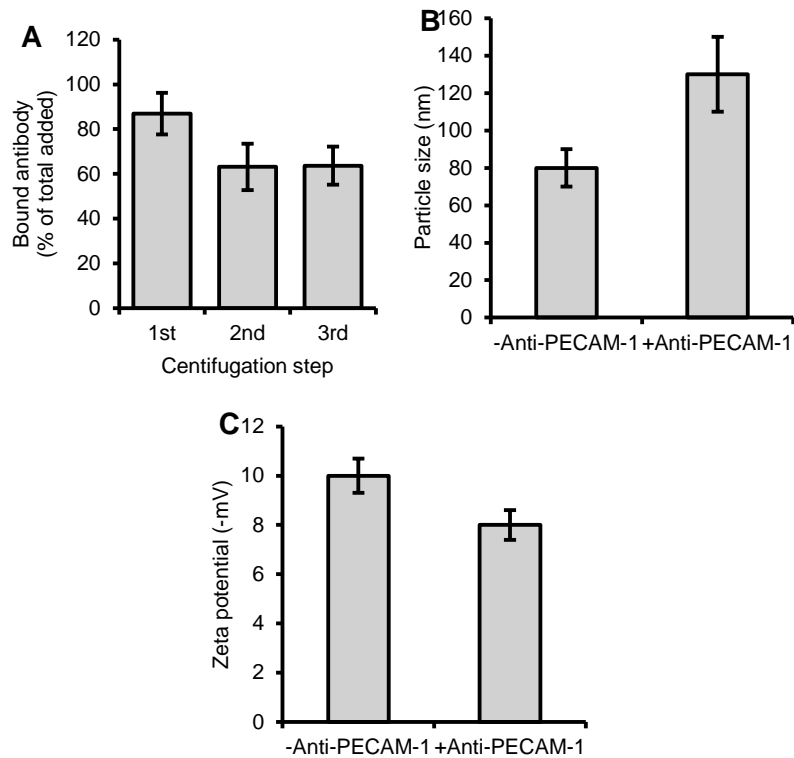 A
120
100
80
60
40
20
0
Bound antibody
(% of total added)
1st 2nd 3rd
Centifugation step
B
160
140
120
100
80
60
40
20
0
Particle size (nm)
-Anti-PECAM-1 +Anti-PECAM-1
C
12
10
8
6
4
2
0
Zeta potential (-mV)
-Anti-PECAM-1 +Anti-PECAM-1